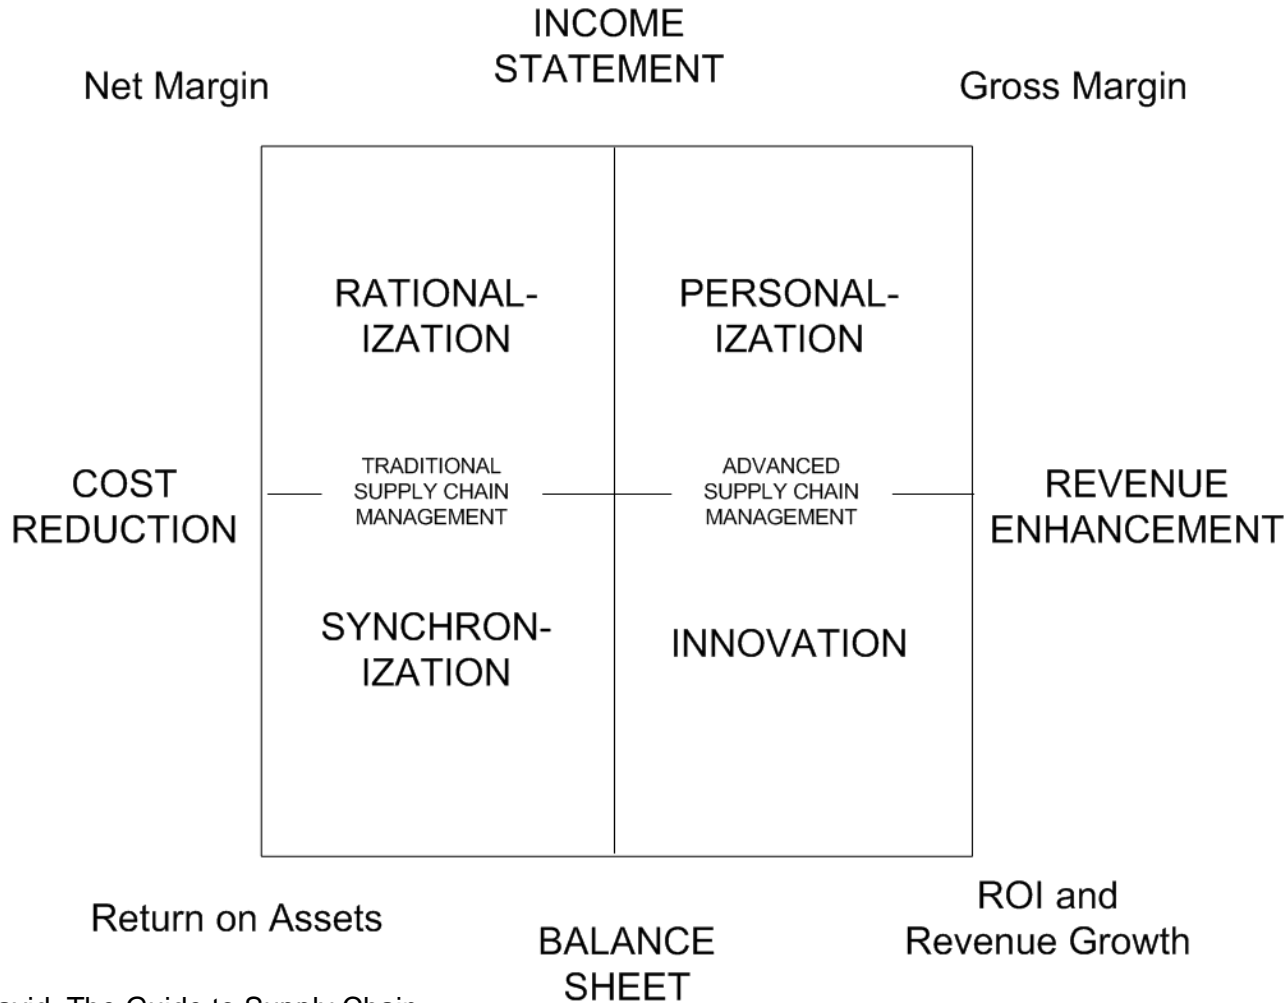 INCOME
STATEMENT
Net Margin
Gross Margin
RATIONAL-
IZATION
PERSONAL-
IZATION
COST
REDUCTION
TRADITIONAL
SUPPLY CHAIN
MANAGEMENT
ADVANCED
SUPPLY CHAIN
MANAGEMENT
REVENUE
ENHANCEMENT
SYNCHRON-
IZATION
INNOVATION
Return on Assets
BALANCE
SHEET
ROI and
Revenue Growth
The Guide to Supply Chain